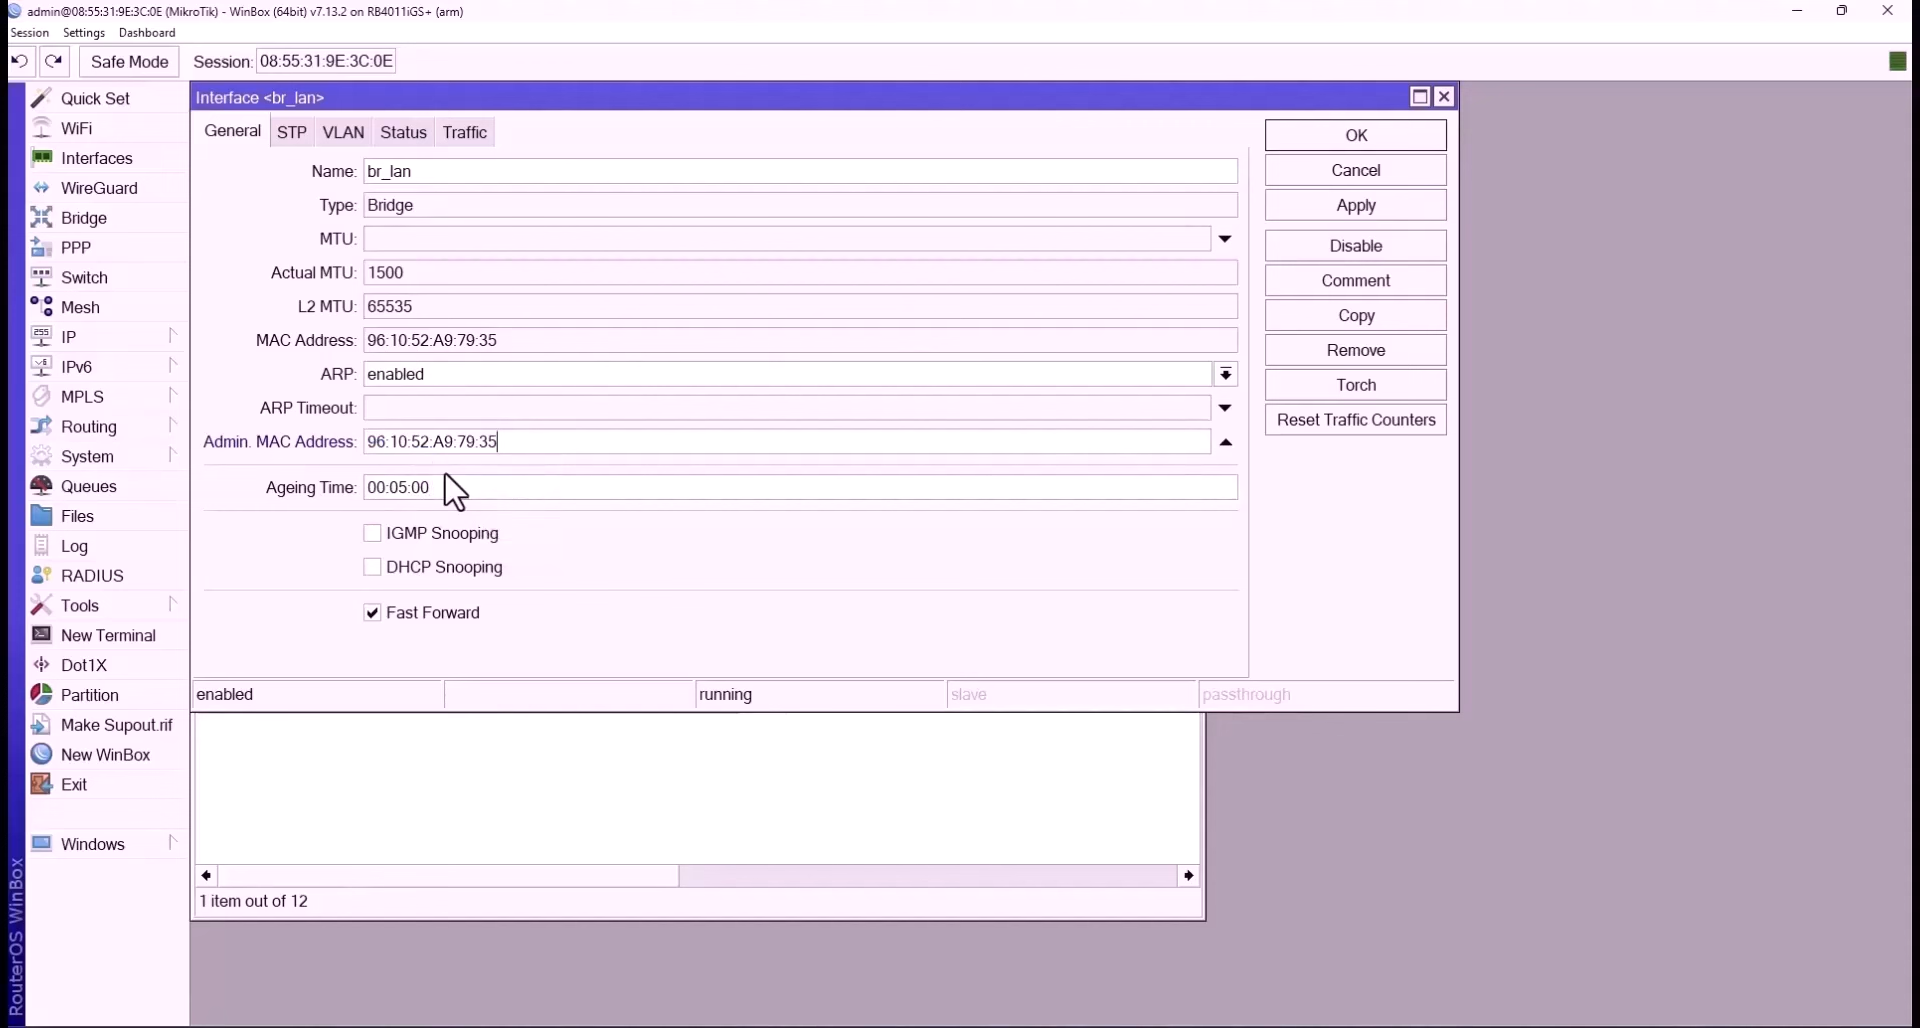 admin@08:55:31:9E:3C:0E (MikroTik) - WinBox (64bit) v7.13.2 on RB4011iGS+ (arm)
Session Settings Dashboard
Safe Mode Session: 08:55:31:9E:3C:0E
Quick Set
WiFi
Interfaces
WireGuard
Bridge
PPP
Switch
Mesh
255 IP
v6 IPv6
MPLS
Routing
System
Queues
Files
Log
RADIUS
Tools
New Terminal
Dot1X
Partition
Make Supout.rif
New WinBox
Exit
Windows
RouterOS WinBox
Interface <br_lan>
General STP VLAN Status Traffic
Name: br_lan
Type: Bridge
MTU:
Actual MTU: 1500
L2 MTU: 65535
MAC Address: 96:10:52:A9:79:35
ARP: enabled
ARP Timeout:
Admin. MAC Address: 96:10:52:A9:79:35
Ageing Time: 00:05:00
IGMP Snooping
DHCP Snooping
Fast Forward
OK
Cancel
Apply
Disable
Comment
Copy
Remove
Torch
Reset Traffic Counters
enabled running slave passthrough
1 item out of 12